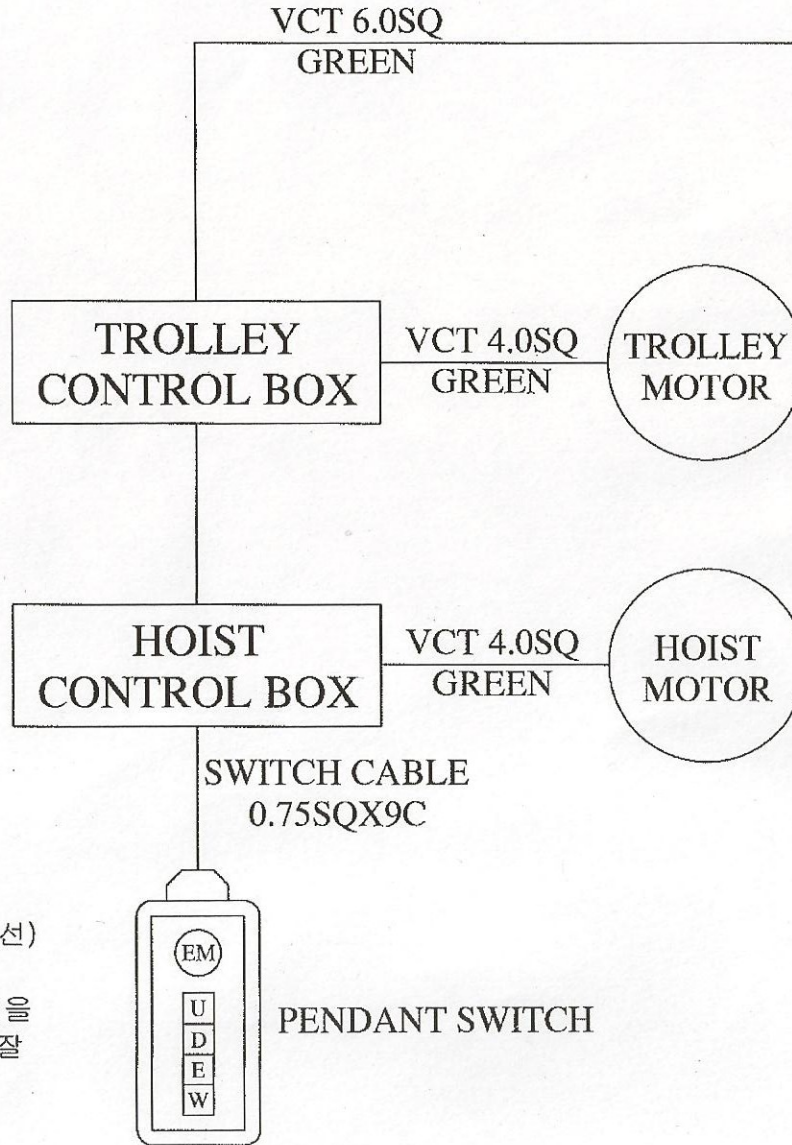 VCT 6.0SQ
GREEN
TROLLEY
CONTROL BOX
VCT 4.0SQ
GREEN
TROLLEY
MOTOR
HOIST
CONTROL BOX
VCT 4.0SQ
GREEN
HOIST
MOTOR
SWITCH CABLE
0.75SQX9C
선)
을
잘
EM
U
D
E
W
PENDANT SWITCH